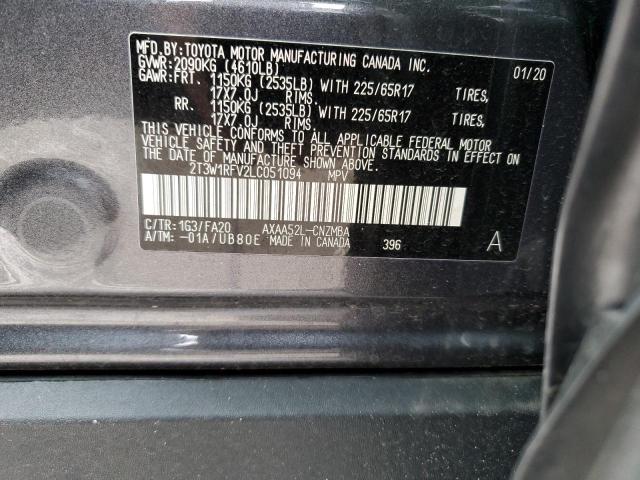 MFD.BY:TOYOTA MOTOR MANUFACTURING CANADA INC.
GVWR:2090KG (4610LB) 01/20
GAWR:FRT. 1150KG (2535LB) WITH 225/65R17 TIRES,
17X7.0J RIMS.
RR. 1150KG (2535LB) WITH 225/65R17 TIRES,
17X7.0J RIMS.
THIS VEHICLE CONFORMS TO ALL APPLICABLE FEDERAL MOTOR
VEHICLE SAFETY AND THEFT PREVENTION STANDARDS IN EFFECT
ON THE DATE OF MANUFACTURE SHOWN ABOVE.
2T3W1RFV2LC051094 MPV
C/TR:1G3/FA20 AXAA52L-CNZMBA
A/TM:-01A/UB80E MADE IN CANADA 396 A